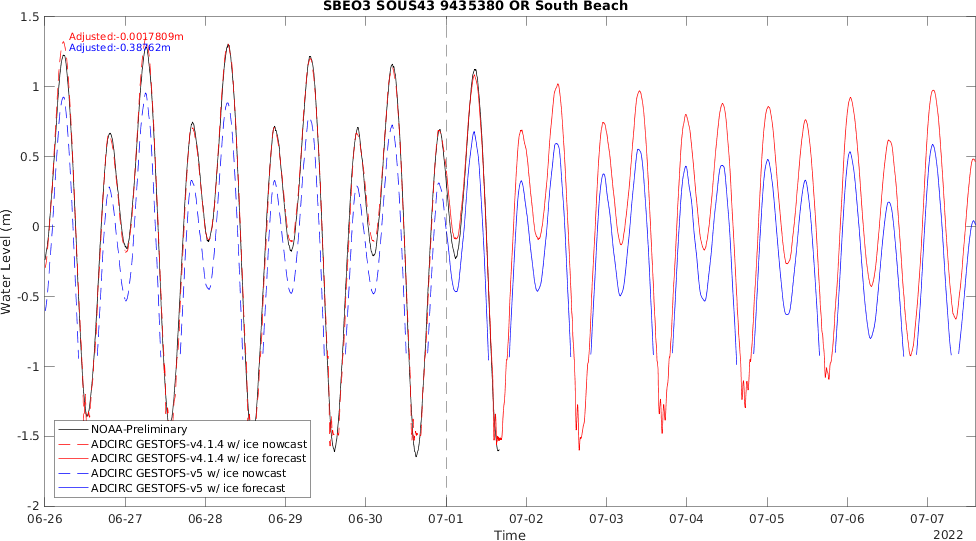 SBEO3 SOUS43 9435380 OR South Beach
Adjusted:-0.0017809m
Adjusted:-0.38762m
1.5
1
0.5
0
-0.5
-1
-1.5
-2
Water Level (m)
NOAA-Preliminary
ADCIRC GESTOFS-v4.1.4 w/ ice nowcast
ADCIRC GESTOFS-v4.1.4 w/ ice forecast
ADCIRC GESTOFS-v5 w/ ice nowcast
ADCIRC GESTOFS-v5 w/ ice forecast
06-26 06-27 06-28 06-29 06-30 07-01 07-02 07-03 07-04 07-05 07-06 07-07
Time
2022